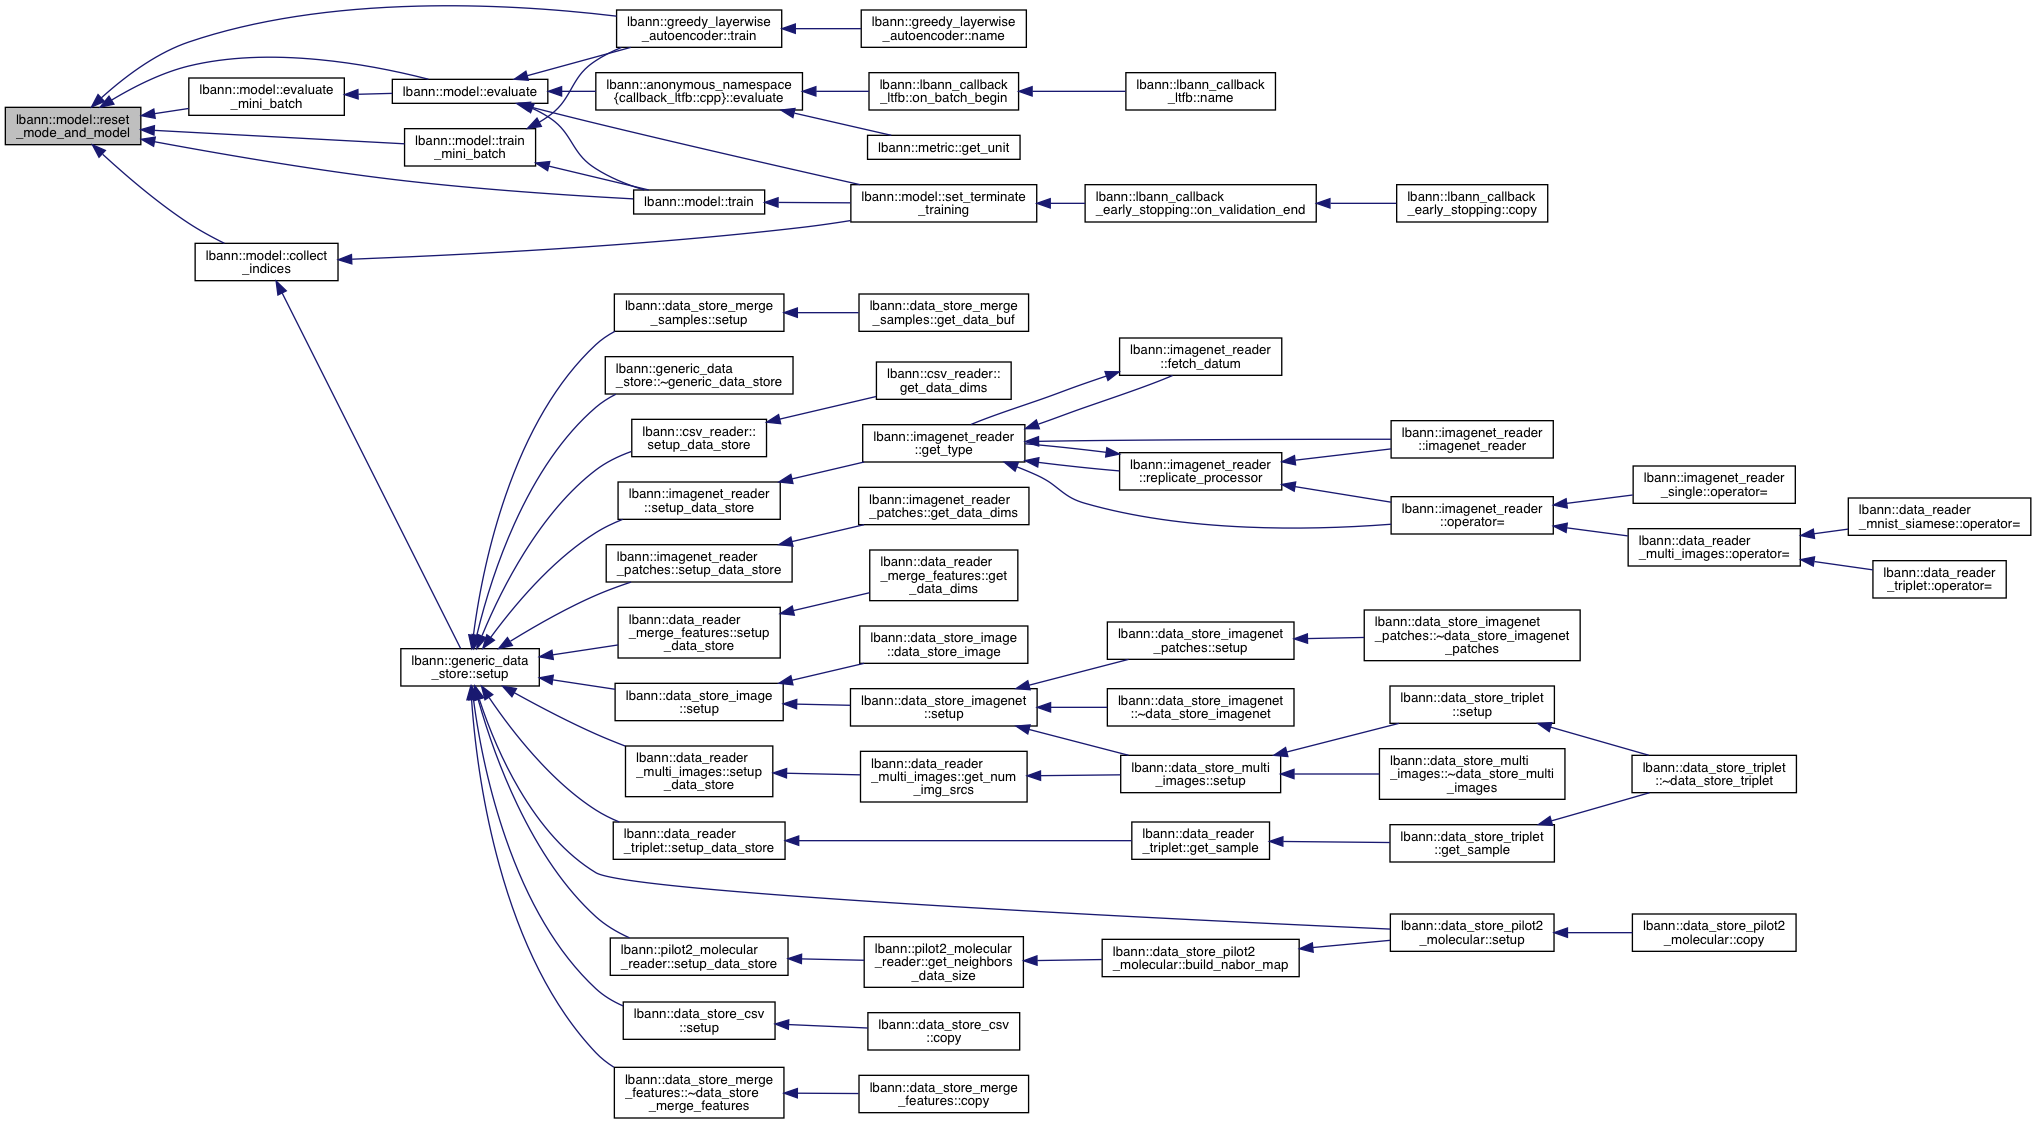 lbann::model::reset
_mode_and_model
lbann::model::evaluate
_mini_batch
lbann::model::evaluate
lbann::model::train
_mini_batch
lbann::model::train
lbann::model::collect
_indices
lbann::greedy_layerwise
_autoencoder::train
lbann::greedy_layerwise
_autoencoder::name
lbann::anonymous_namespace
{callback_ltfb::cpp}::evaluate
lbann::lbann_callback
_ltfb::on_batch_begin
lbann::lbann_callback
_ltfb::name
lbann::metric::get_unit
lbann::model::set_terminate
_training
lbann::lbann_callback
_early_stopping::on_validation_end
lbann::lbann_callback
_early_stopping::copy
lbann::generic_data
_store::setup
lbann::data_store_merge
_samples::setup
lbann::data_store_merge
_samples::get_data_buf
lbann::generic_data
_store::~generic_data_store
lbann::csv_reader::
setup_data_store
lbann::csv_reader::
get_data_dims
lbann::imagenet_reader
::setup_data_store
lbann::imagenet_reader
::get_type
lbann::imagenet_reader
::fetch_datum
lbann::imagenet_reader
::replicate_processor
lbann::imagenet_reader
::imagenet_reader
lbann::imagenet_reader
::operator=
lbann::imagenet_reader
_single::operator=
lbann::data_reader
_multi_images::operator=
lbann::data_reader
_mnist_siamese::operator=
lbann::data_reader
_triplet::operator=
lbann::imagenet_reader
_patches::setup_data_store
lbann::imagenet_reader
_patches::get_data_dims
lbann::data_reader
_merge_features::setup
_data_store
lbann::data_reader
_merge_features::get
_data_dims
lbann::data_store_image
::setup
lbann::data_store_image
::data_store_image
lbann::data_store_imagenet
::setup
lbann::data_store_imagenet
_patches::setup
lbann::data_store_imagenet
_patches::~data_store_imagenet
_patches
lbann::data_store_imagenet
::~data_store_imagenet
lbann::data_store_multi
_images::setup
lbann::data_store_triplet
::setup
lbann::data_store_multi
_images::~data_store_multi
_images
lbann::data_store_triplet
::~data_store_triplet
lbann::data_reader
_multi_images::setup
_data_store
lbann::data_reader
_multi_images::get_num
_img_srcs
lbann::data_reader
_triplet::setup_data_store
lbann::data_reader
_triplet::get_sample
lbann::data_store_triplet
::get_sample
lbann::pilot2_molecular
_reader::setup_data_store
lbann::pilot2_molecular
_reader::get_neighbors
_data_size
lbann::data_store_pilot2
_molecular::build_nabor_map
lbann::data_store_pilot2
_molecular::setup
lbann::data_store_pilot2
_molecular::copy
lbann::data_store_csv
::setup
lbann::data_store_csv
::copy
lbann::data_store_merge
_features::~data_store
_merge_features
lbann::data_store_merge
_features::copy